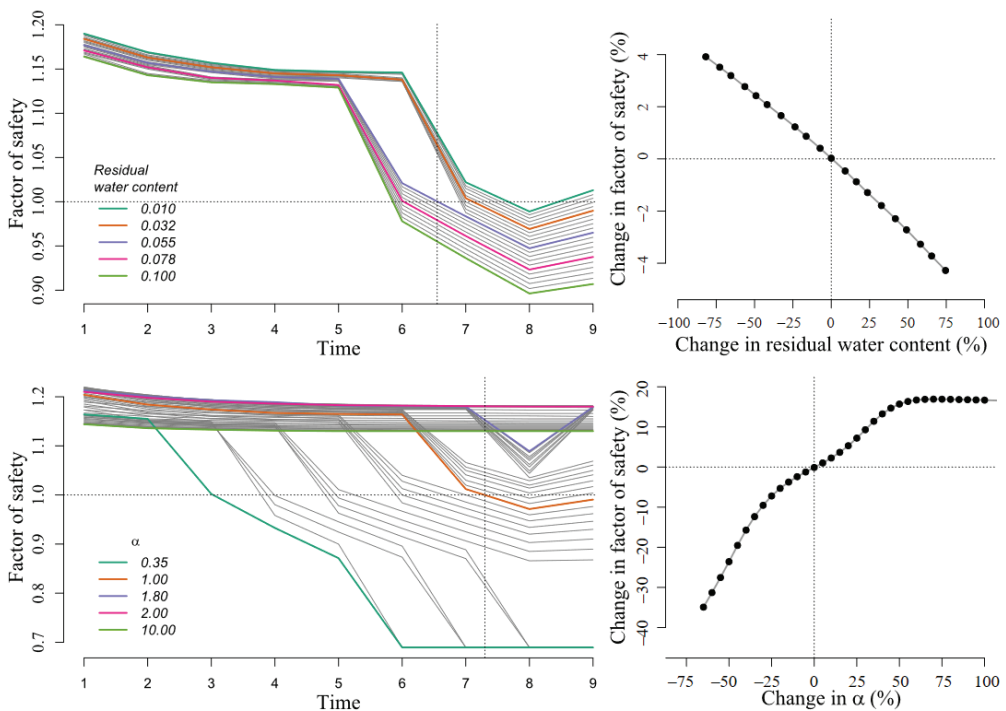 1.20
1.15
1.10
1.05
1.00
0.95
0.90
Factor of safety
Residual
water content
0.010
0.032
0.055
0.078
0.100
1 2 3 4 5 6 7 8 9
Time
4
2
0
−2
−4
Change in factor of safety (%)
−100 −75 −50 −25 0 25 50 75 100
Change in residual water content (%)
1.2
1.1
1.0
0.9
0.8
0.7
Factor of safety
α
0.35
1.00
1.80
2.00
10.00
1 2 3 4 5 6 7 8 9
Time
20
10
0
−10
−20
−30
−40
Change in factor of safety (%)
−75 −50 −25 0 25 50 75 100
Change in α (%)